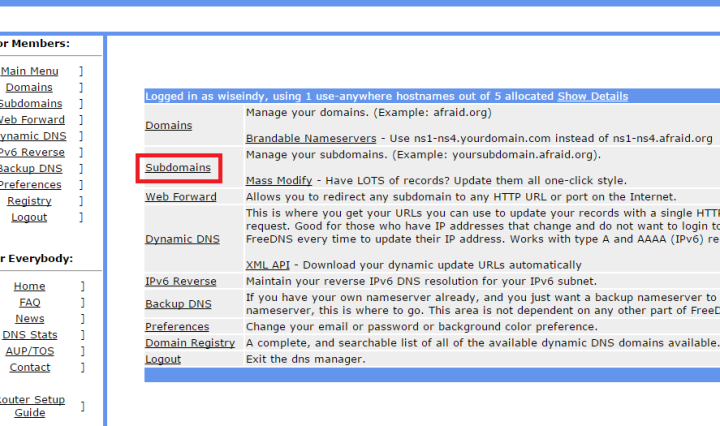 or Members:
Main Menu ]
Domains ]
Subdomains ]
Web Forward ]
ynamic DNS ]
Pv6 Reverse ]
Backup DNS ]
Preferences ]
Registry ]
Logout ]
r Everybody:
Home ]
FAQ ]
News ]
DNS Stats ]
AUP/TOS ]
Contact ]
outer Setup
Guide ]
Logged in as wiseindy, using 1 use-anywhere hostnames out of 5 allocated Show Details
Domains
Manage your domains. (Example: afraid.org)
Brandable Nameservers - Use ns1-ns4.yourdomain.com instead of ns1-ns4.afraid.org
Subdomains
Manage your subdomains. (Example: yoursubdomain.afraid.org).
Mass Modify - Have LOTS of records? Update them all one-click style.
Web Forward Allows you to redirect any subdomain to any HTTP URL or port on the Internet.
Dynamic DNS
This is where you get your URLs you can use to update your records with a single HTT
request. Good for those who have IP addresses that change and do not want to login to
FreeDNS every time to update their IP address. Works with type A and AAAA (IPv6) re
XML API - Download your dynamic update URLs automatically
IPv6 Reverse Maintain your reverse IPv6 DNS resolution for your IPv6 subnet.
Backup DNS
If you have your own nameserver already, and you just want a backup nameserver to
nameserver, this is where to go. This area is not dependent on any other part of FreeD
Preferences Change your email or password or background color preference.
Domain Registry A complete, and searchable list of all of the available dynamic DNS domains available.
Logout Exit the dns manager.